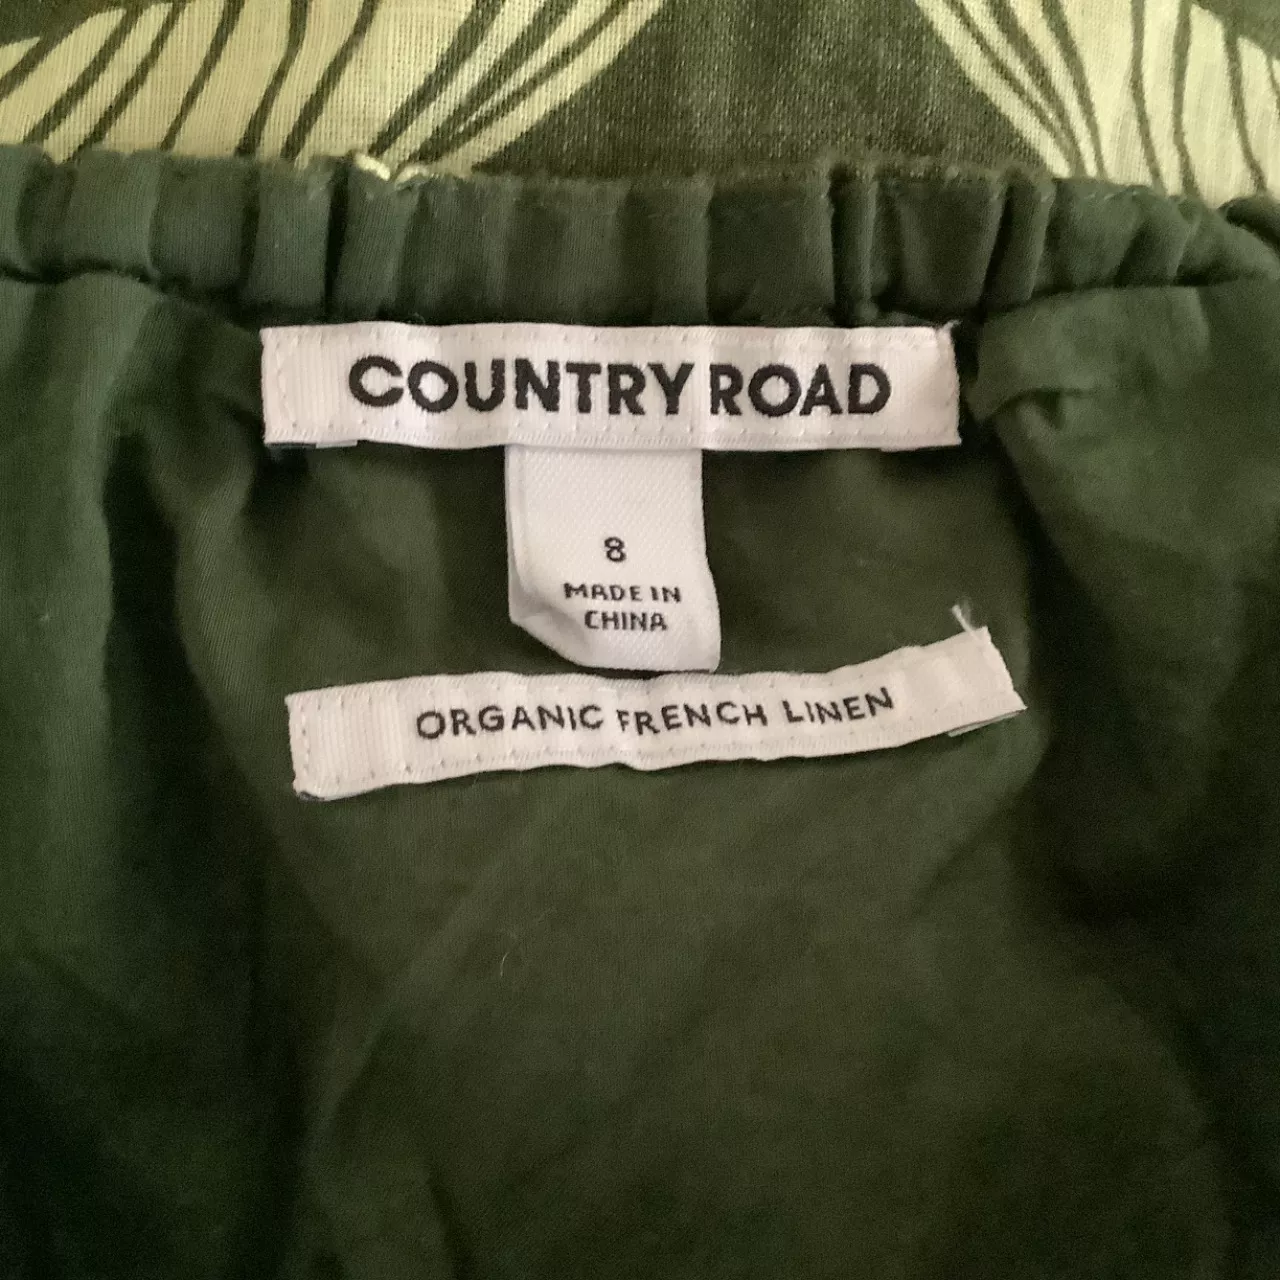 COUNTRY ROAD
8
MADE IN
CHINA
ORGANIC FRENCH LINEN